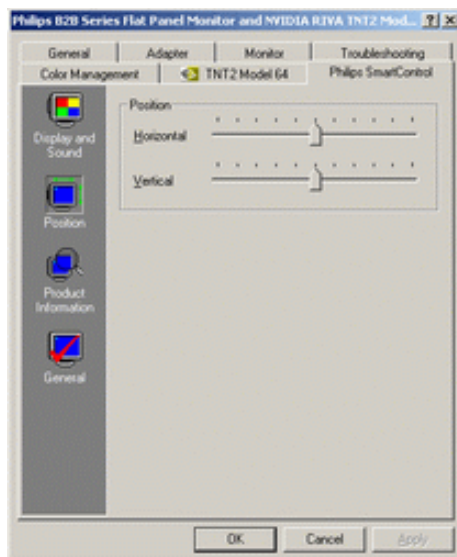 Philips B2B Series Flat Panel Monitor and NVIDIA RIVA TNT2 Mod...
General Adapter Monitor Troubleshooting
Color Management TNT2 Model 64 Philips SmartControl
Display and
Sound
Position
Horizontal
Vertical
Position
Product
Information
General
OK Cancel Apply